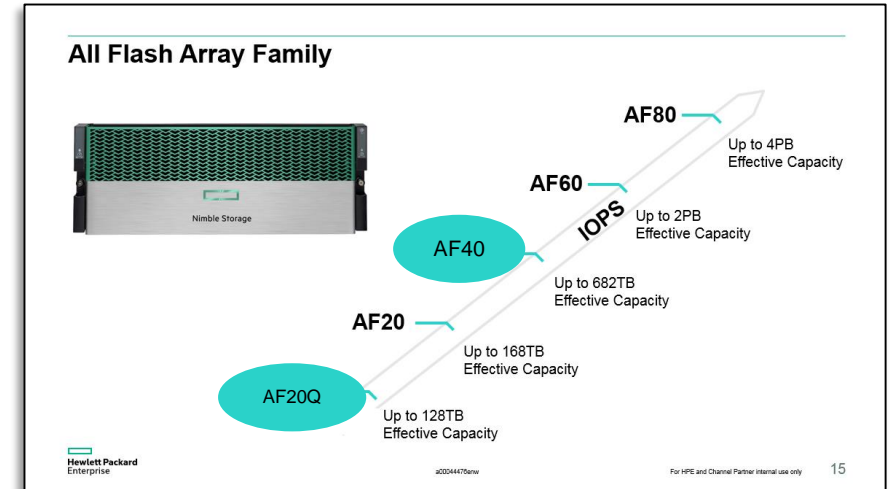 All Flash Array Family
Nimble Storage
AF80
Up to 4PB
Effective Capacity
AF60
IOPS
Up to 2PB
Effective Capacity
AF40
Up to 682TB
Effective Capacity
AF20
Up to 168TB
Effective Capacity
AF20Q
Up to 128TB
Effective Capacity
Hewlett Packard
Enterprise
a00044476enw
For HPE and Channel Partner internal use only
15